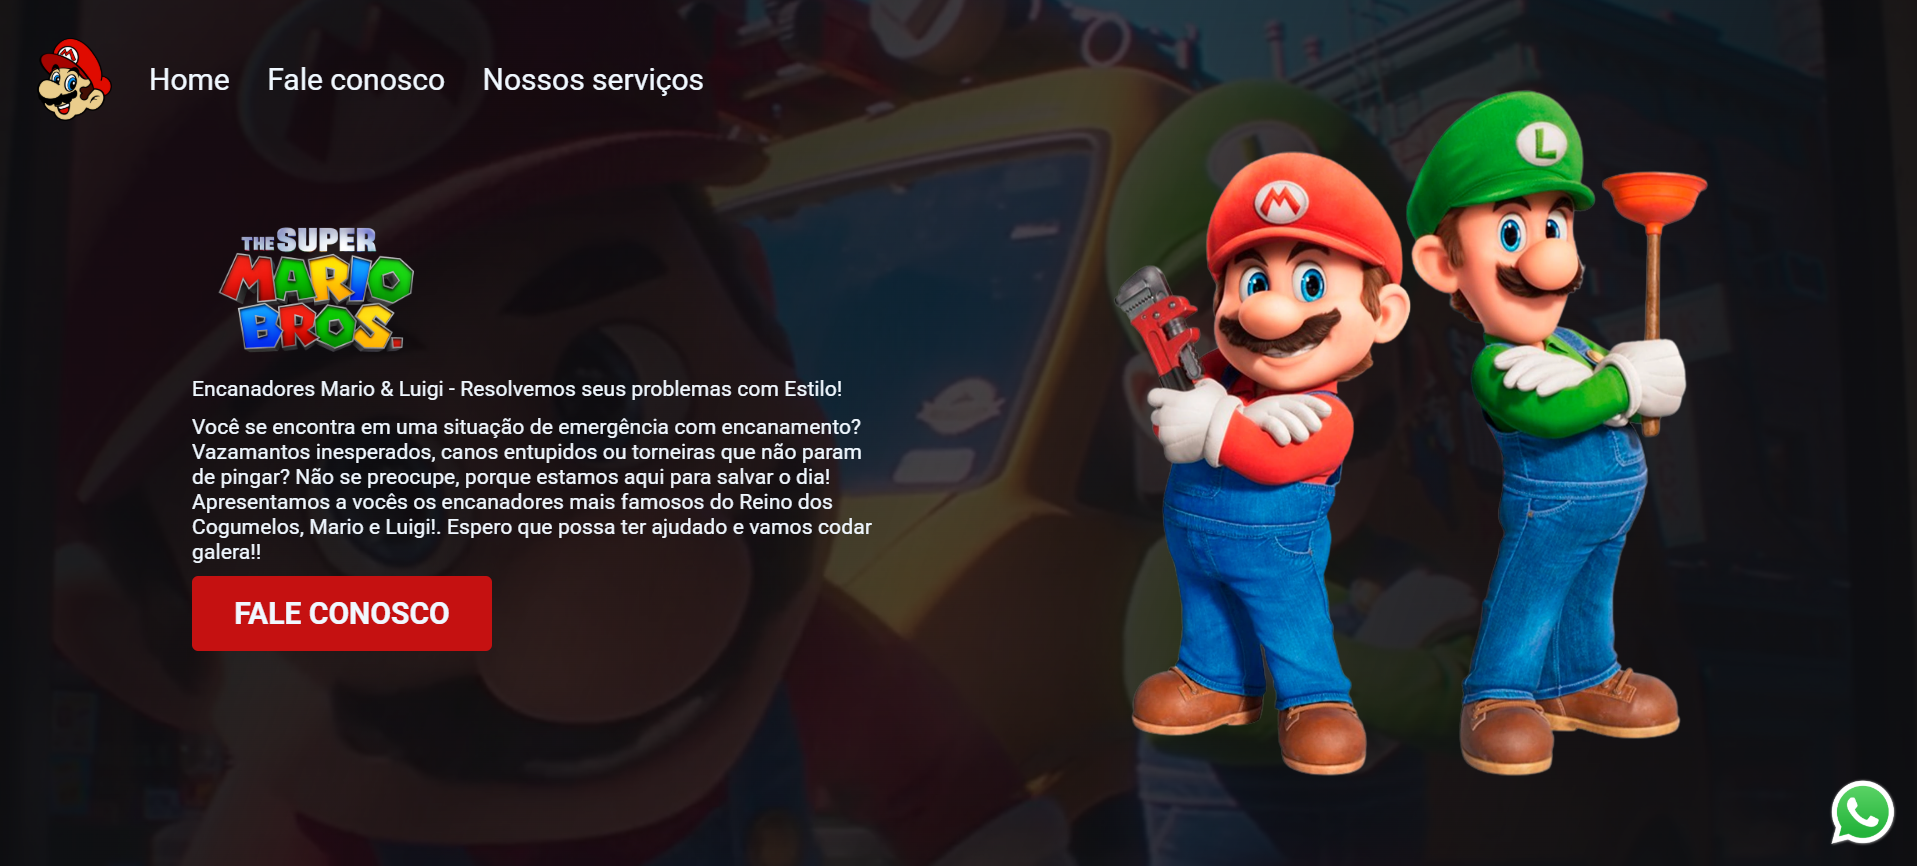 Home Fale conosco Nossos serviços
THE SUPER
MARIO
BROS.
Encanadores Mario & Luigi - Resolvemos seus problemas com Estilo!
Você se encontra em uma situação de emergência com encanamento?
Vazamantos inesperados, canos entupidos ou torneiras que não param
de pingar? Não se preocupe, porque estamos aqui para salvar o dia!
Apresentamos a vocês os encanadores mais famosos do Reino dos
Cogumelos, Mario e Luigi!. Espero que possa ter ajudado e vamos codar
galera!!
FALE CONOSCO
M
M
L